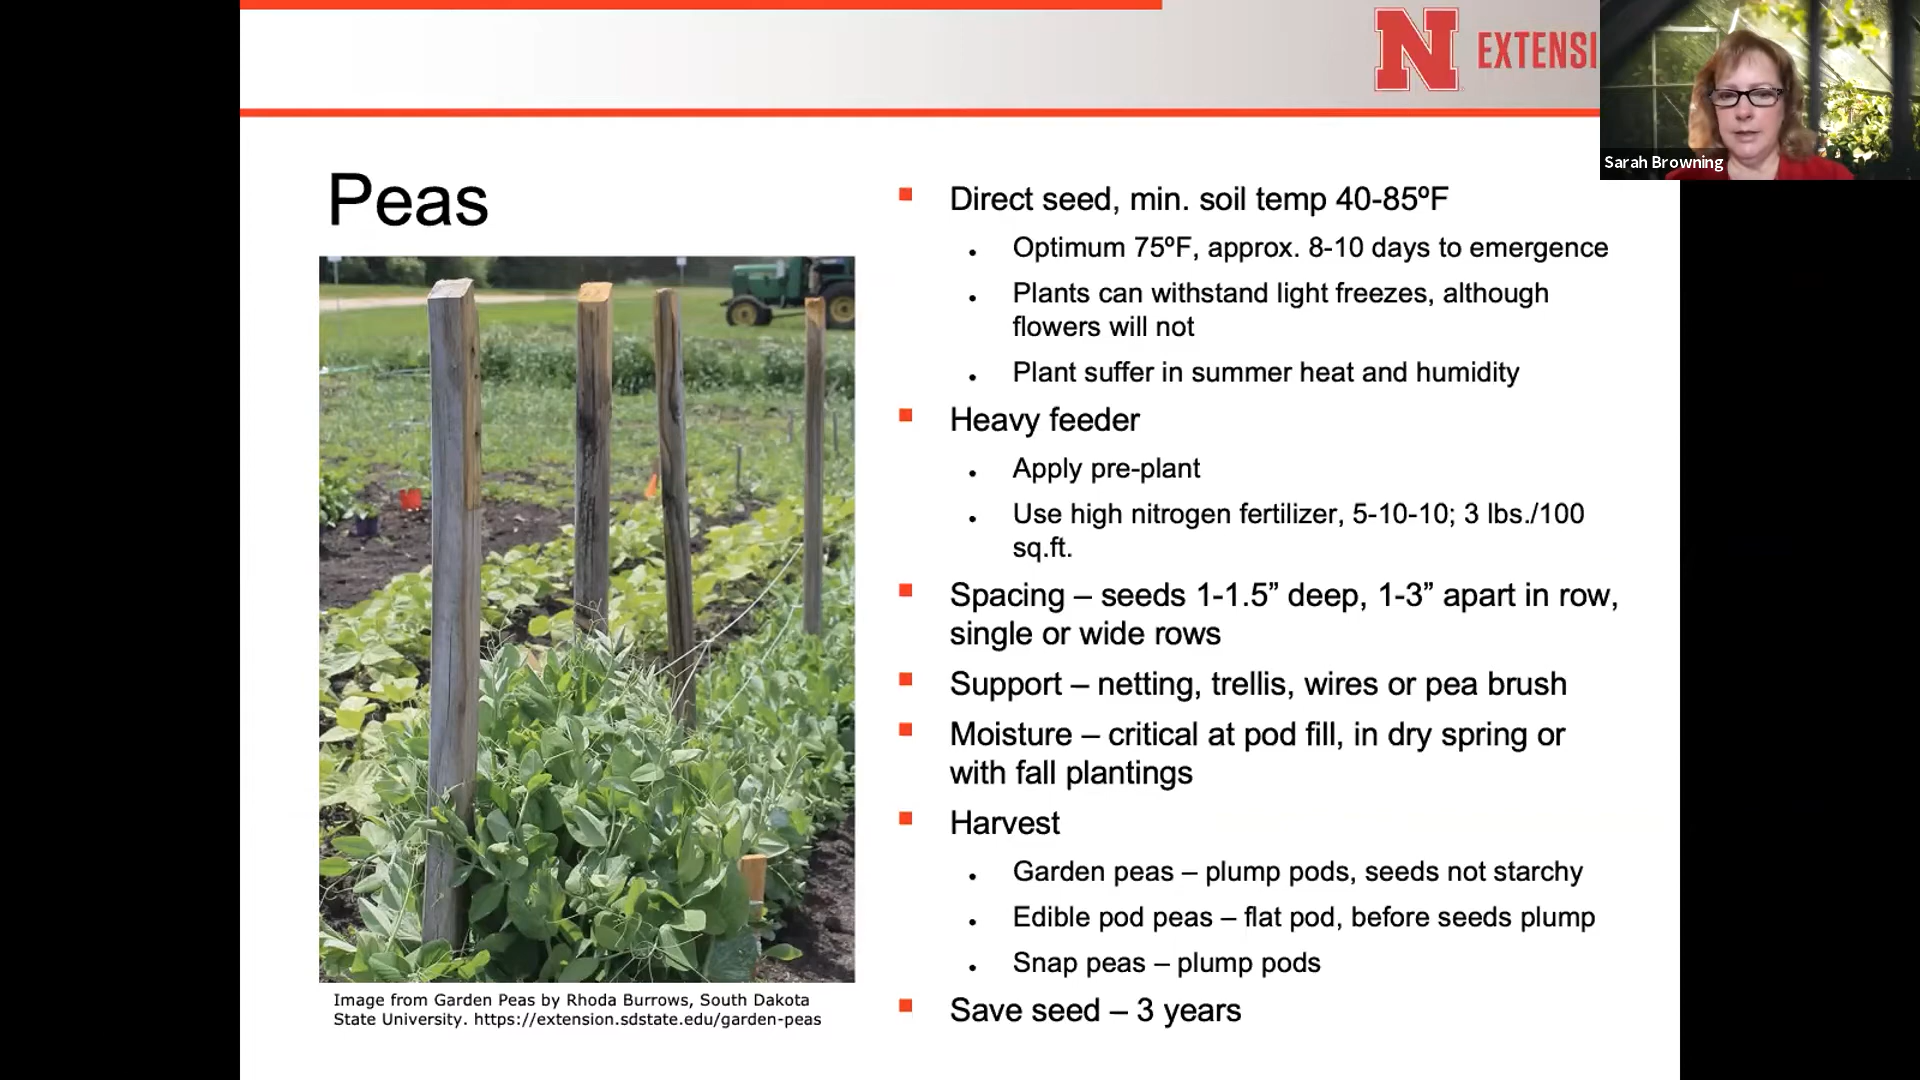 N EXTENSI
Sarah Browning
Peas
Image from Garden Peas by Rhoda Burrows, South Dakota
State University. https://extension.sdstate.edu/garden-peas
Direct seed, min. soil temp 40-85ºF
Optimum 75ºF, approx. 8-10 days to emergence
Plants can withstand light freezes, although
flowers will not
Plant suffer in summer heat and humidity
Heavy feeder
Apply pre-plant
Use high nitrogen fertilizer, 5-10-10; 3 lbs./100
sq.ft.
Spacing – seeds 1-1.5” deep, 1-3” apart in row,
single or wide rows
Support – netting, trellis, wires or pea brush
Moisture – critical at pod fill, in dry spring or
with fall plantings
Harvest
Garden peas – plump pods, seeds not starchy
Edible pod peas – flat pod, before seeds plump
Snap peas – plump pods
Save seed – 3 years